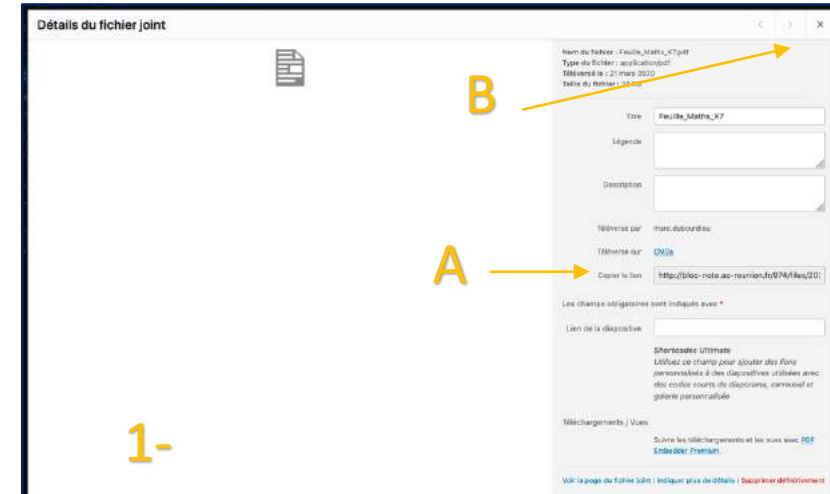 Détails du fichier joint
Nom du fichier : Feuille_Maths_X7.pdf
Type du fichier : application/pdf
Téléversé le : 21 mars 2020
Taille du fichier :
B
Titre
Feuille_Maths_X7
Légende
Description
Téléversé par
marc.debourdieu
Téléversé sur
CM2a
A
Copier le lien
http://bloc-note.ac-reunion.fr/974/files/20
Les champs obligatoires sont indiqués avec *
Lien de la diapositive
Shortcodes Ultimate
Utilisez ce champ pour ajouter des liens
personnalisés à des diapositives utilisées avec
des codes courts de diaporama, carrousel et
galerie personnalisée
1-
Téléchargements / Vues
Suivre les téléchargements et les vues avec PDF
Embedder Premium.
Voir la page du fichier joint | Indiquer plus de détails | Supprimer définitivement